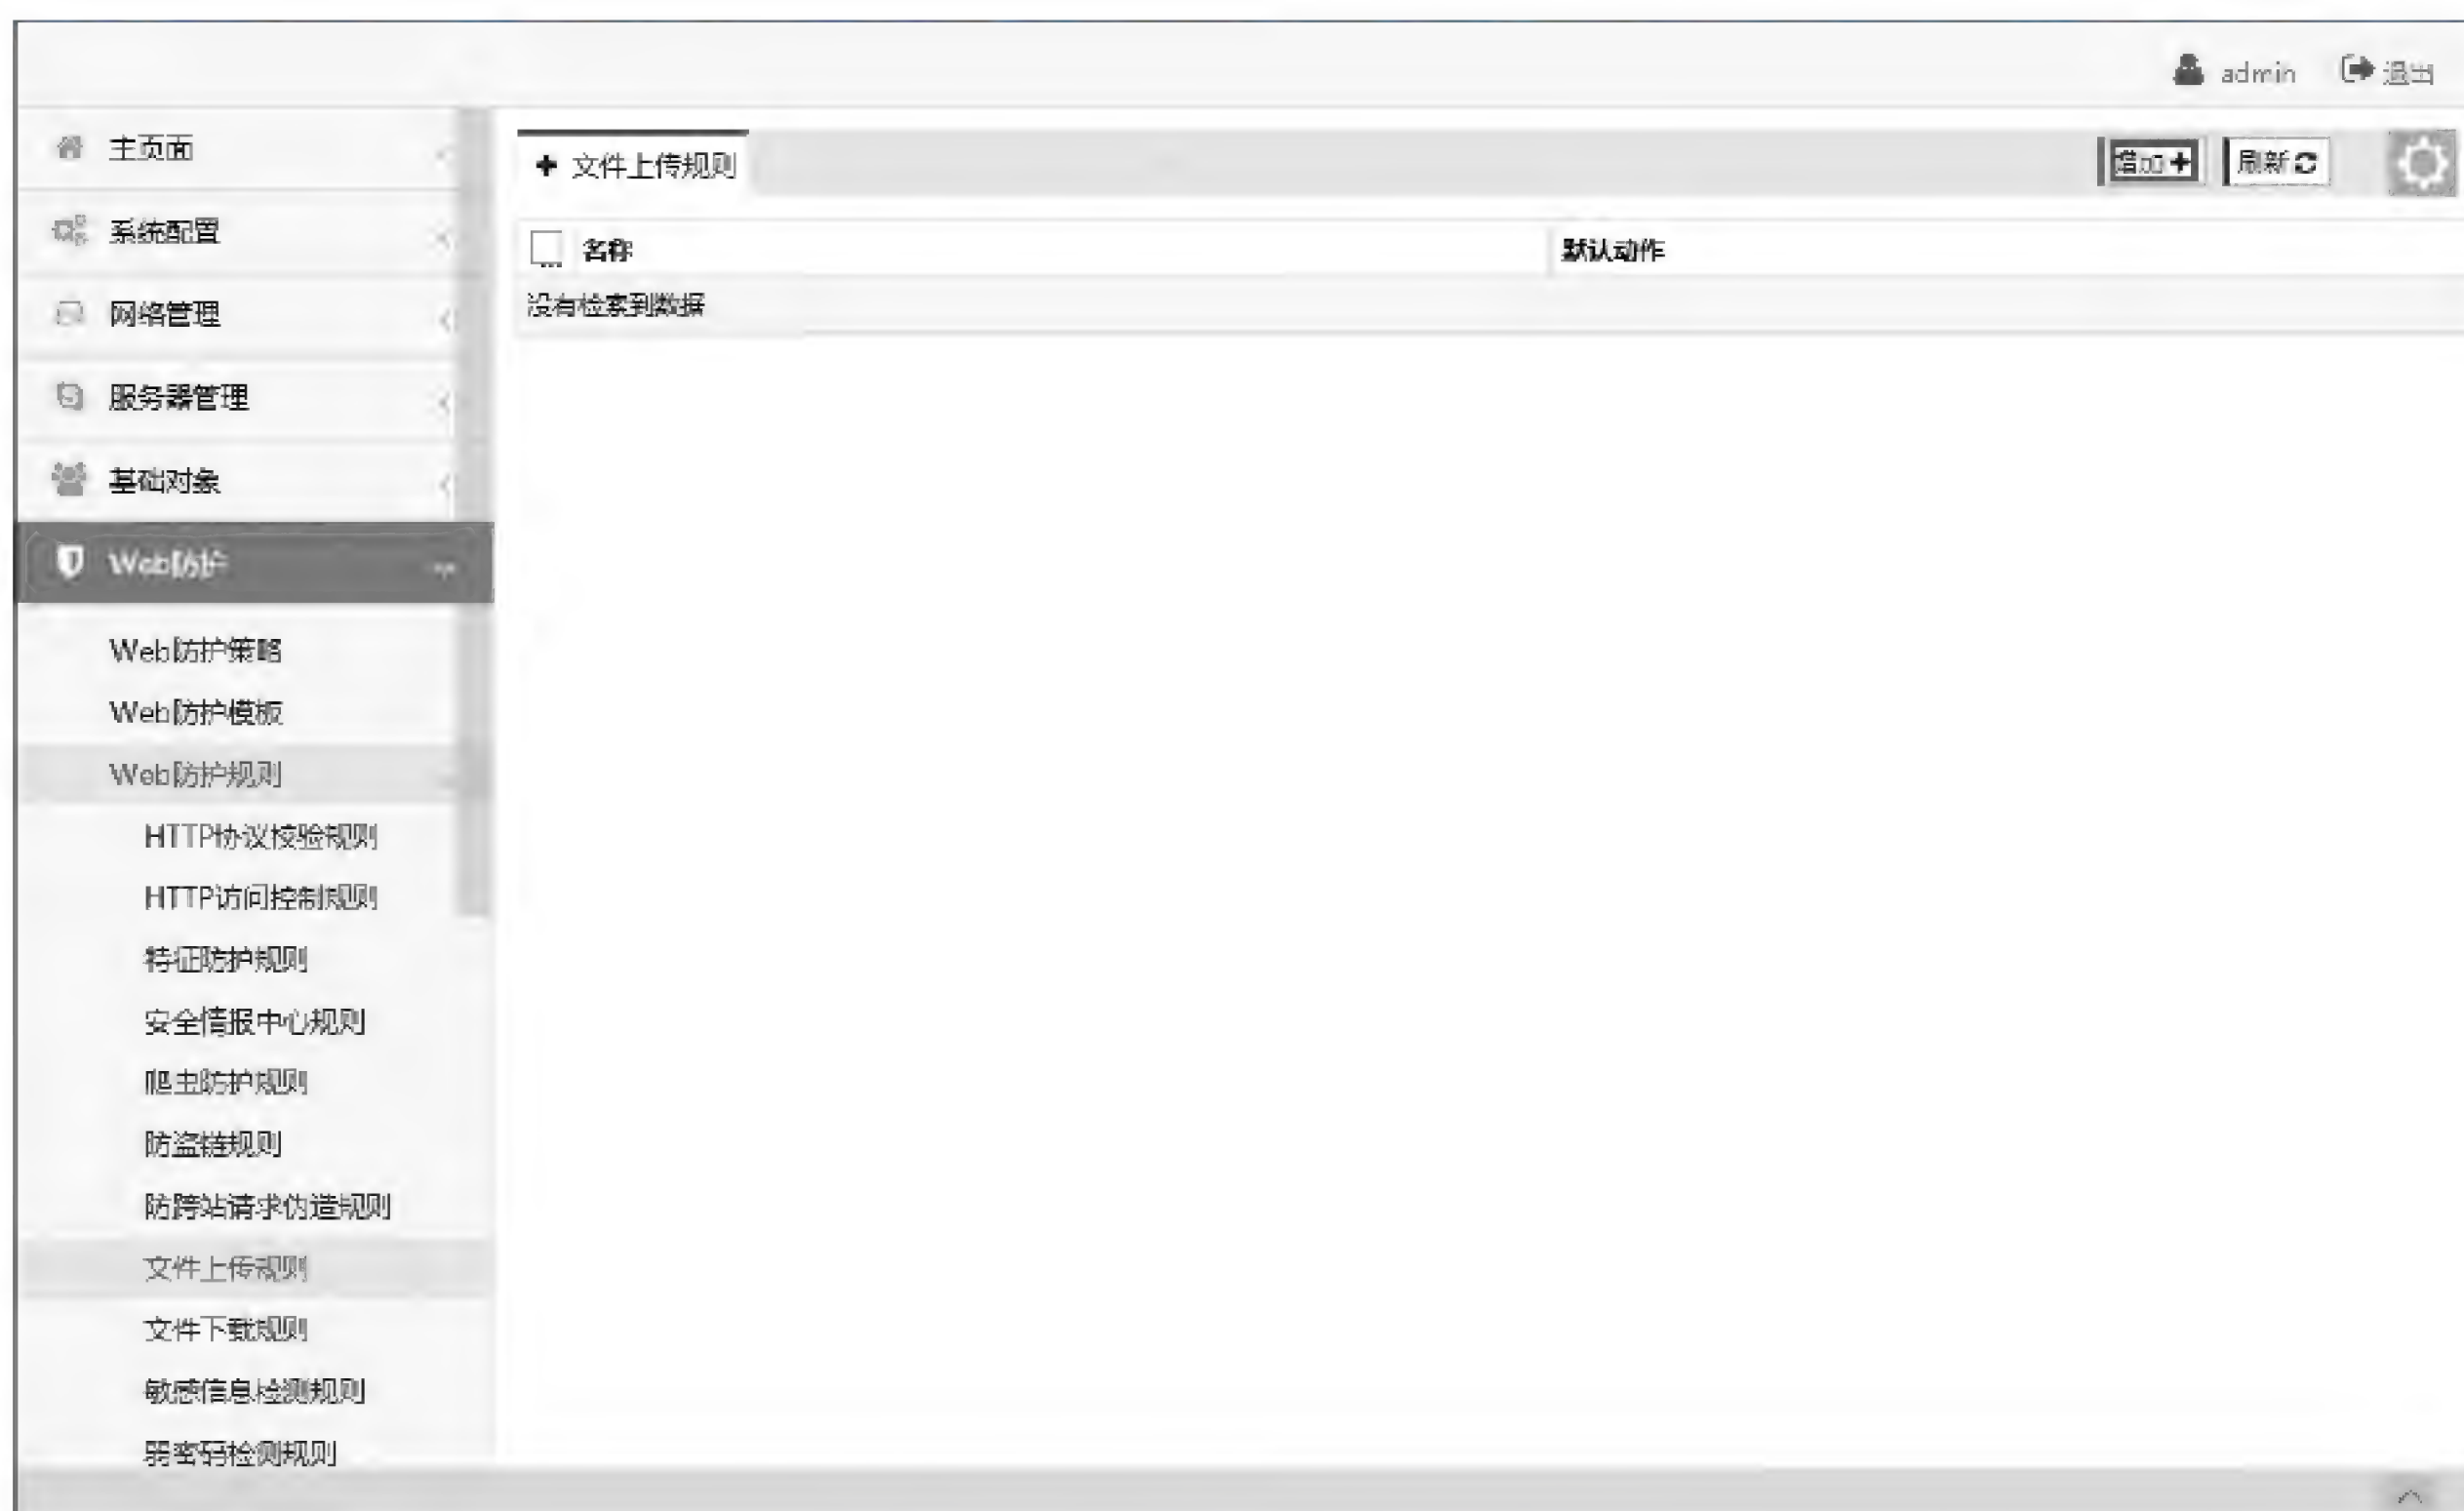 admin 退出
主页面
系统配置
网络管理
服务器管理
基础对象
Web防护
Web防护策略
Web防护模板
Web防护规则
HTTP协议校验规则
HTTP访问控制规则
特征防护规则
安全情报中心规则
爬虫防护规则
防盗链规则
防跨站请求伪造规则
文件上传规则
文件下载规则
敏感信息检测规则
弱密码检测规则
文件上传规则
增加 刷新
名称 默认动作
没有检索到数据